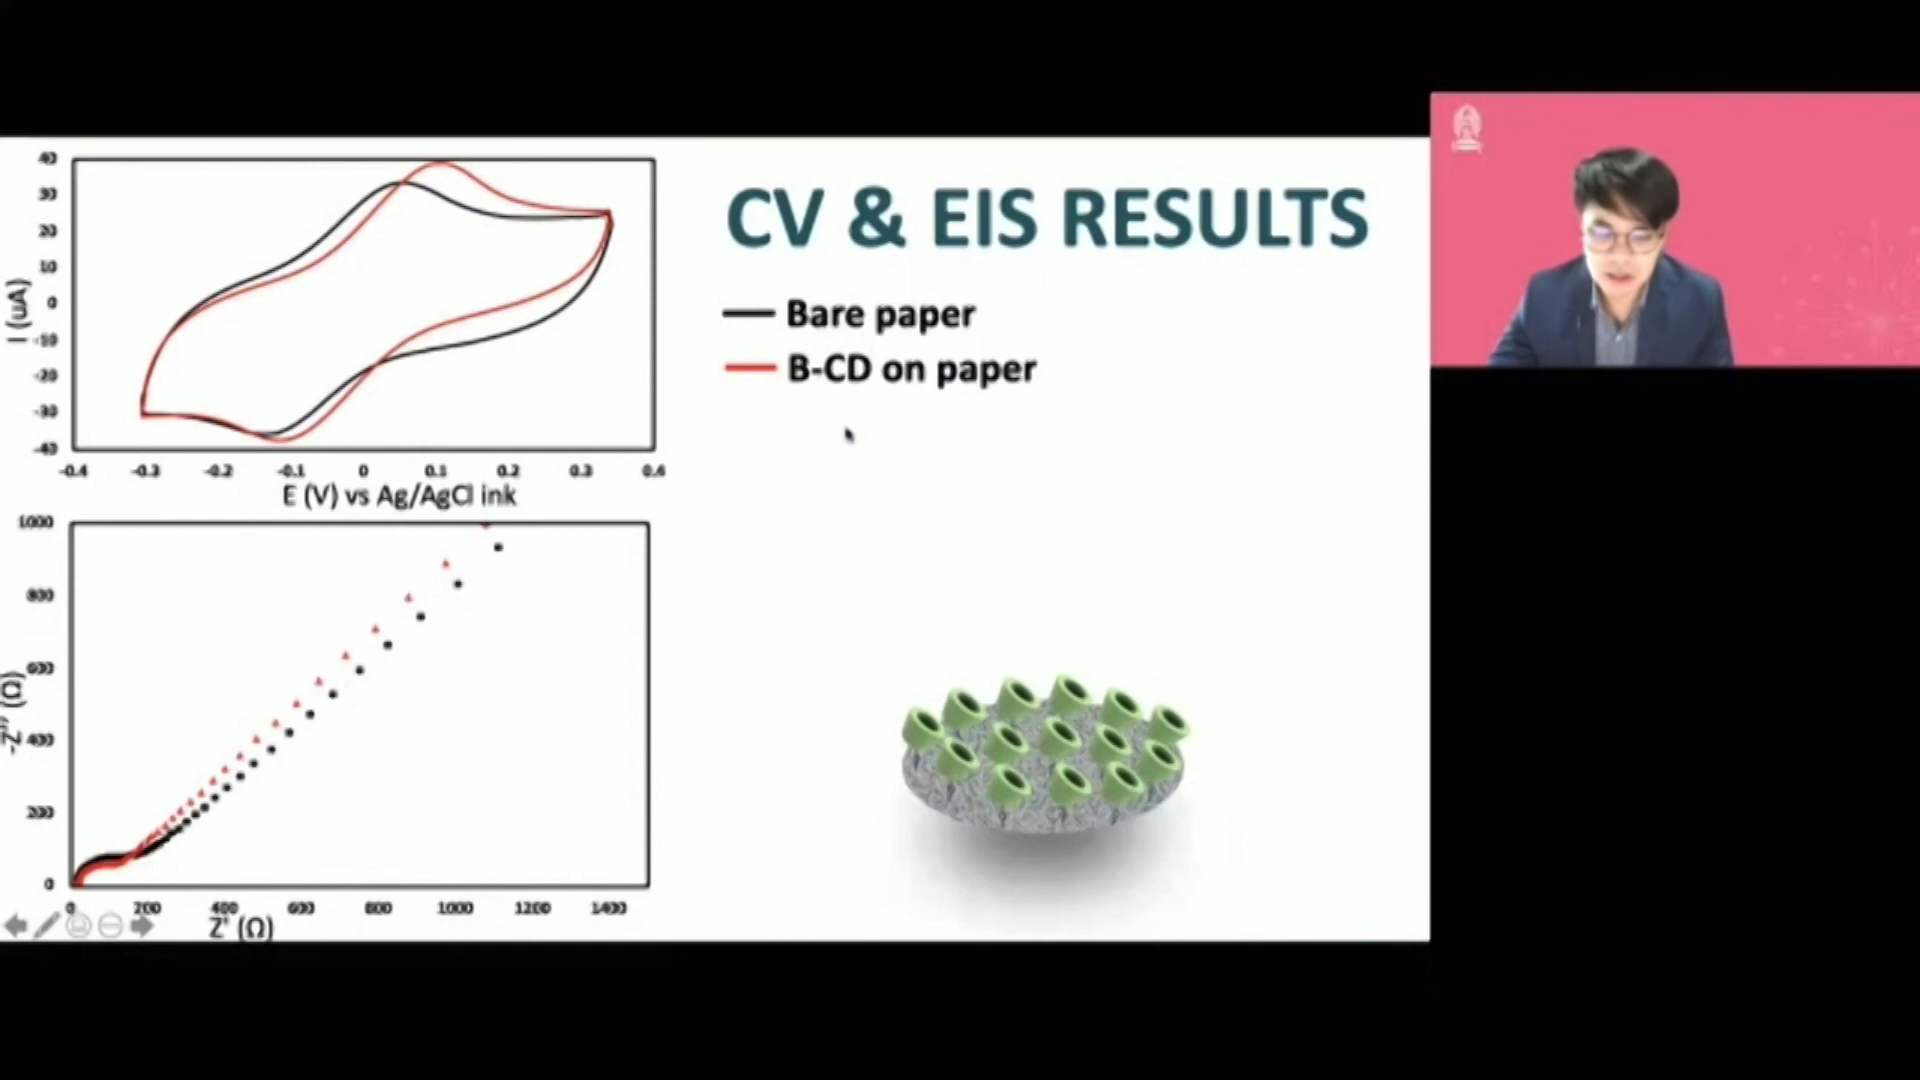 CV & EIS RESULTS
Bare paper
B-CD on paper
I (uA)
40
30
20
10
0
-10
-20
-30
-40
-0.4 -0.3 -0.2 -0.1 0 0.1 0.2 0.3 0.4
E (V) vs Ag/AgCl ink
-Z'' (Ω)
1000
800
600
400
200
0
0 200 400 600 800 1000 1200 1400
Z' (Ω)